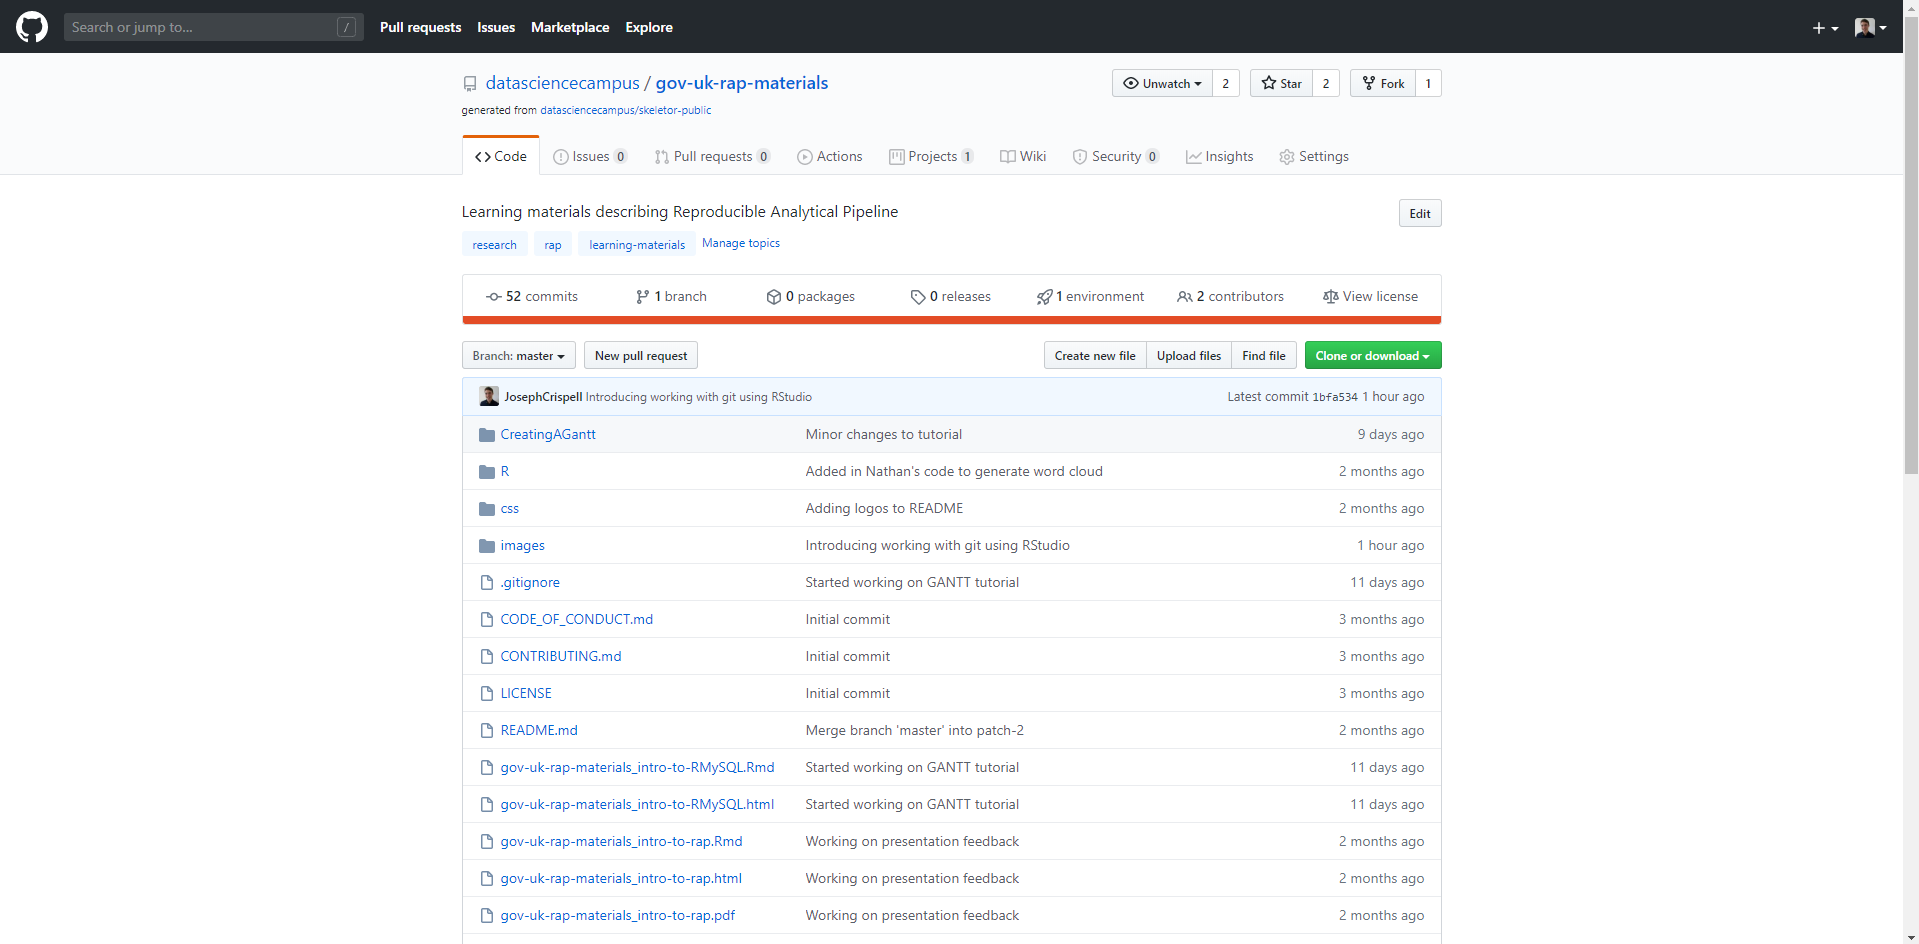 Search or jump to... / Pull requests Issues Marketplace Explore
datasciencecampus / gov-uk-rap-materials Unwatch 2 Star 2 Fork 1
generated from datasciencecampus/skeletor-public
Code Issues 0 Pull requests 0 Actions Projects 1 Wiki Security 0 Insights Settings
Learning materials describing Reproducible Analytical Pipeline Edit
research rap learning-materials Manage topics
52 commits 1 branch 0 packages 0 releases 1 environment 2 contributors View license
Branch: master New pull request Create new file Upload files Find file Clone or download
JosephCrispell Introducing working with git using RStudio Latest commit 1bfa534 1 hour ago
CreatingAGantt Minor changes to tutorial 9 days ago
R Added in Nathan's code to generate word cloud 2 months ago
css Adding logos to README 2 months ago
images Introducing working with git using RStudio 1 hour ago
.gitignore Started working on GANTT tutorial 11 days ago
CODE_OF_CONDUCT.md Initial commit 3 months ago
CONTRIBUTING.md Initial commit 3 months ago
LICENSE Initial commit 3 months ago
README.md Merge branch 'master' into patch-2 2 months ago
gov-uk-rap-materials_intro-to-RMySQL.Rmd Started working on GANTT tutorial 11 days ago
gov-uk-rap-materials_intro-to-RMySQL.html Started working on GANTT tutorial 11 days ago
gov-uk-rap-materials_intro-to-rap.Rmd Working on presentation feedback 2 months ago
gov-uk-rap-materials_intro-to-rap.html Working on presentation feedback 2 months ago
gov-uk-rap-materials_intro-to-rap.pdf Working on presentation feedback 2 months ago